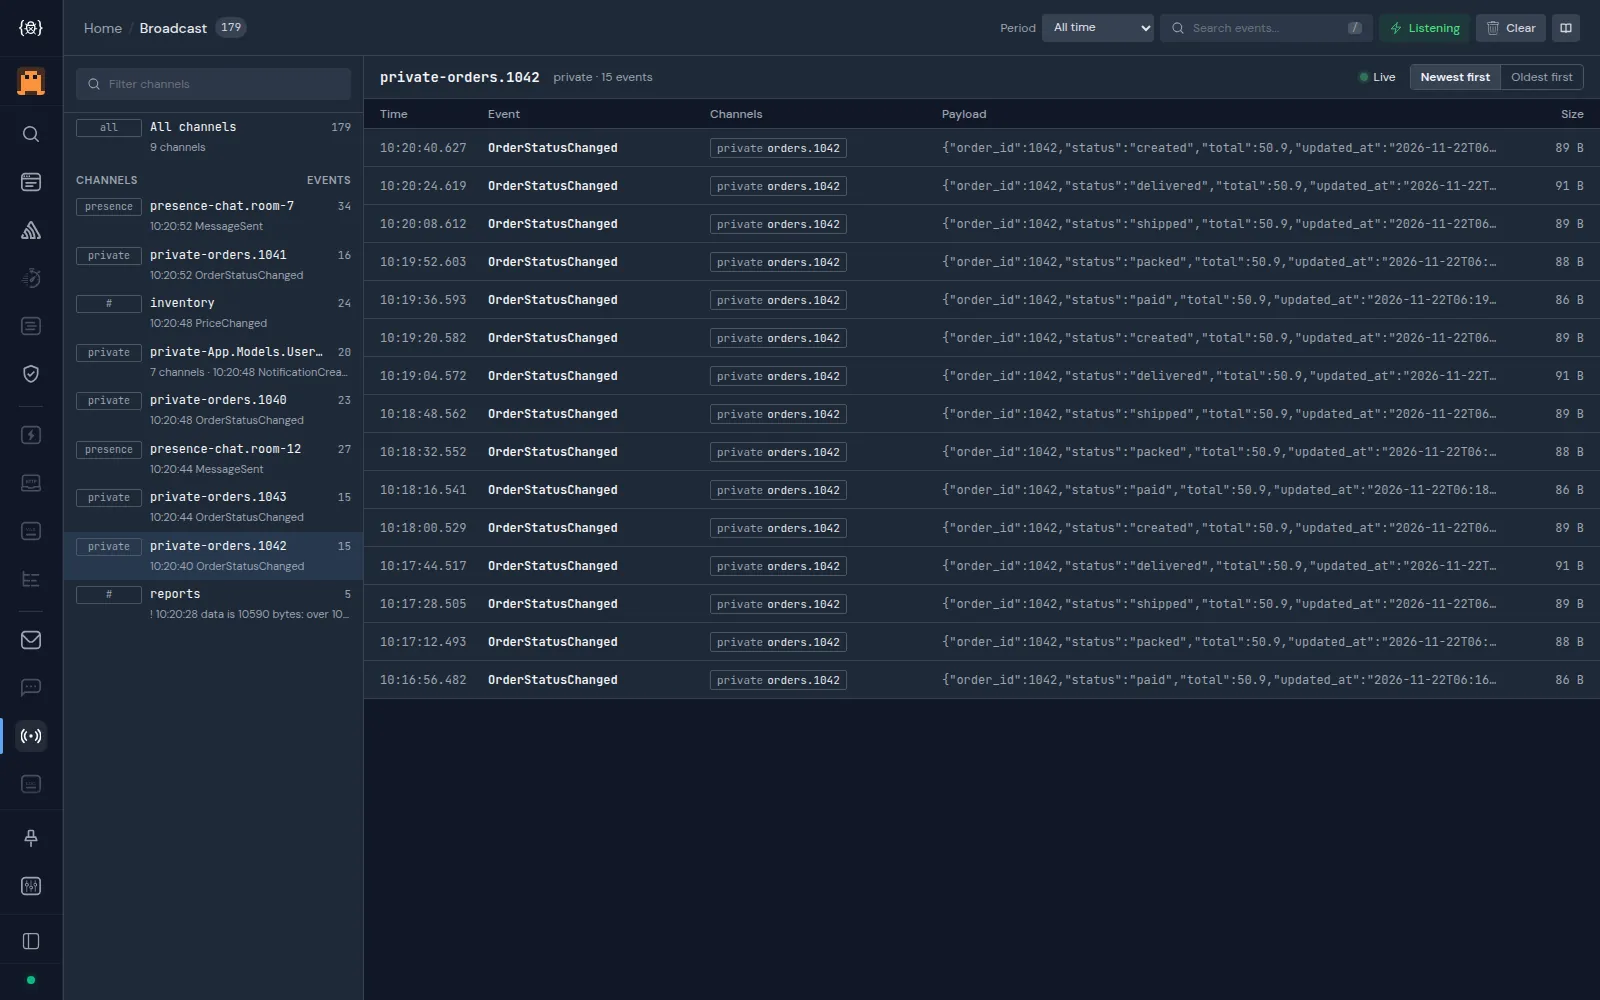 Home / Broadcast 179
Period All time Search events... / Listening Clear
Filter channels
all All channels 179
9 channels
CHANNELS EVENTS
presence presence-chat.room-7 34
10:20:52 MessageSent
private private-orders.1041 16
10:20:52 OrderStatusChanged
# inventory 24
10:20:48 PriceChanged
private private-App.Models.User… 20
7 channels · 10:20:48 NotificationCrea…
private private-orders.1040 23
10:20:48 OrderStatusChanged
presence presence-chat.room-12 27
10:20:44 MessageSent
private private-orders.1043 15
10:20:44 OrderStatusChanged
private private-orders.1042 15
10:20:40 OrderStatusChanged
# reports 5
! 10:20:28 data is 10590 bytes: over 10…
private-orders.1042 private · 15 events Live Newest first Oldest first
Time Event Channels Payload Size
10:20:40.627 OrderStatusChanged private orders.1042 {"order_id":1042,"status":"created","total":50.9,"updated_at":"2026-11-22T06… 89 B
10:20:24.619 OrderStatusChanged private orders.1042 {"order_id":1042,"status":"delivered","total":50.9,"updated_at":"2026-11-22T… 91 B
10:20:08.612 OrderStatusChanged private orders.1042 {"order_id":1042,"status":"shipped","total":50.9,"updated_at":"2026-11-22T06… 89 B
10:19:52.603 OrderStatusChanged private orders.1042 {"order_id":1042,"status":"packed","total":50.9,"updated_at":"2026-11-22T06:… 88 B
10:19:36.593 OrderStatusChanged private orders.1042 {"order_id":1042,"status":"paid","total":50.9,"updated_at":"2026-11-22T06:19… 86 B
10:19:20.582 OrderStatusChanged private orders.1042 {"order_id":1042,"status":"created","total":50.9,"updated_at":"2026-11-22T06… 89 B
10:19:04.572 OrderStatusChanged private orders.1042 {"order_id":1042,"status":"delivered","total":50.9,"updated_at":"2026-11-22T… 91 B
10:18:48.562 OrderStatusChanged private orders.1042 {"order_id":1042,"status":"shipped","total":50.9,"updated_at":"2026-11-22T06… 89 B
10:18:32.552 OrderStatusChanged private orders.1042 {"order_id":1042,"status":"packed","total":50.9,"updated_at":"2026-11-22T06:… 88 B
10:18:16.541 OrderStatusChanged private orders.1042 {"order_id":1042,"status":"paid","total":50.9,"updated_at":"2026-11-22T06:18… 86 B
10:18:00.529 OrderStatusChanged private orders.1042 {"order_id":1042,"status":"created","total":50.9,"updated_at":"2026-11-22T06… 89 B
10:17:44.517 OrderStatusChanged private orders.1042 {"order_id":1042,"status":"delivered","total":50.9,"updated_at":"2026-11-22T… 91 B
10:17:28.505 OrderStatusChanged private orders.1042 {"order_id":1042,"status":"shipped","total":50.9,"updated_at":"2026-11-22T06… 89 B
10:17:12.493 OrderStatusChanged private orders.1042 {"order_id":1042,"status":"packed","total":50.9,"updated_at":"2026-11-22T06:… 88 B
10:16:56.482 OrderStatusChanged private orders.1042 {"order_id":1042,"status":"paid","total":50.9,"updated_at":"2026-11-22T06:16… 86 B